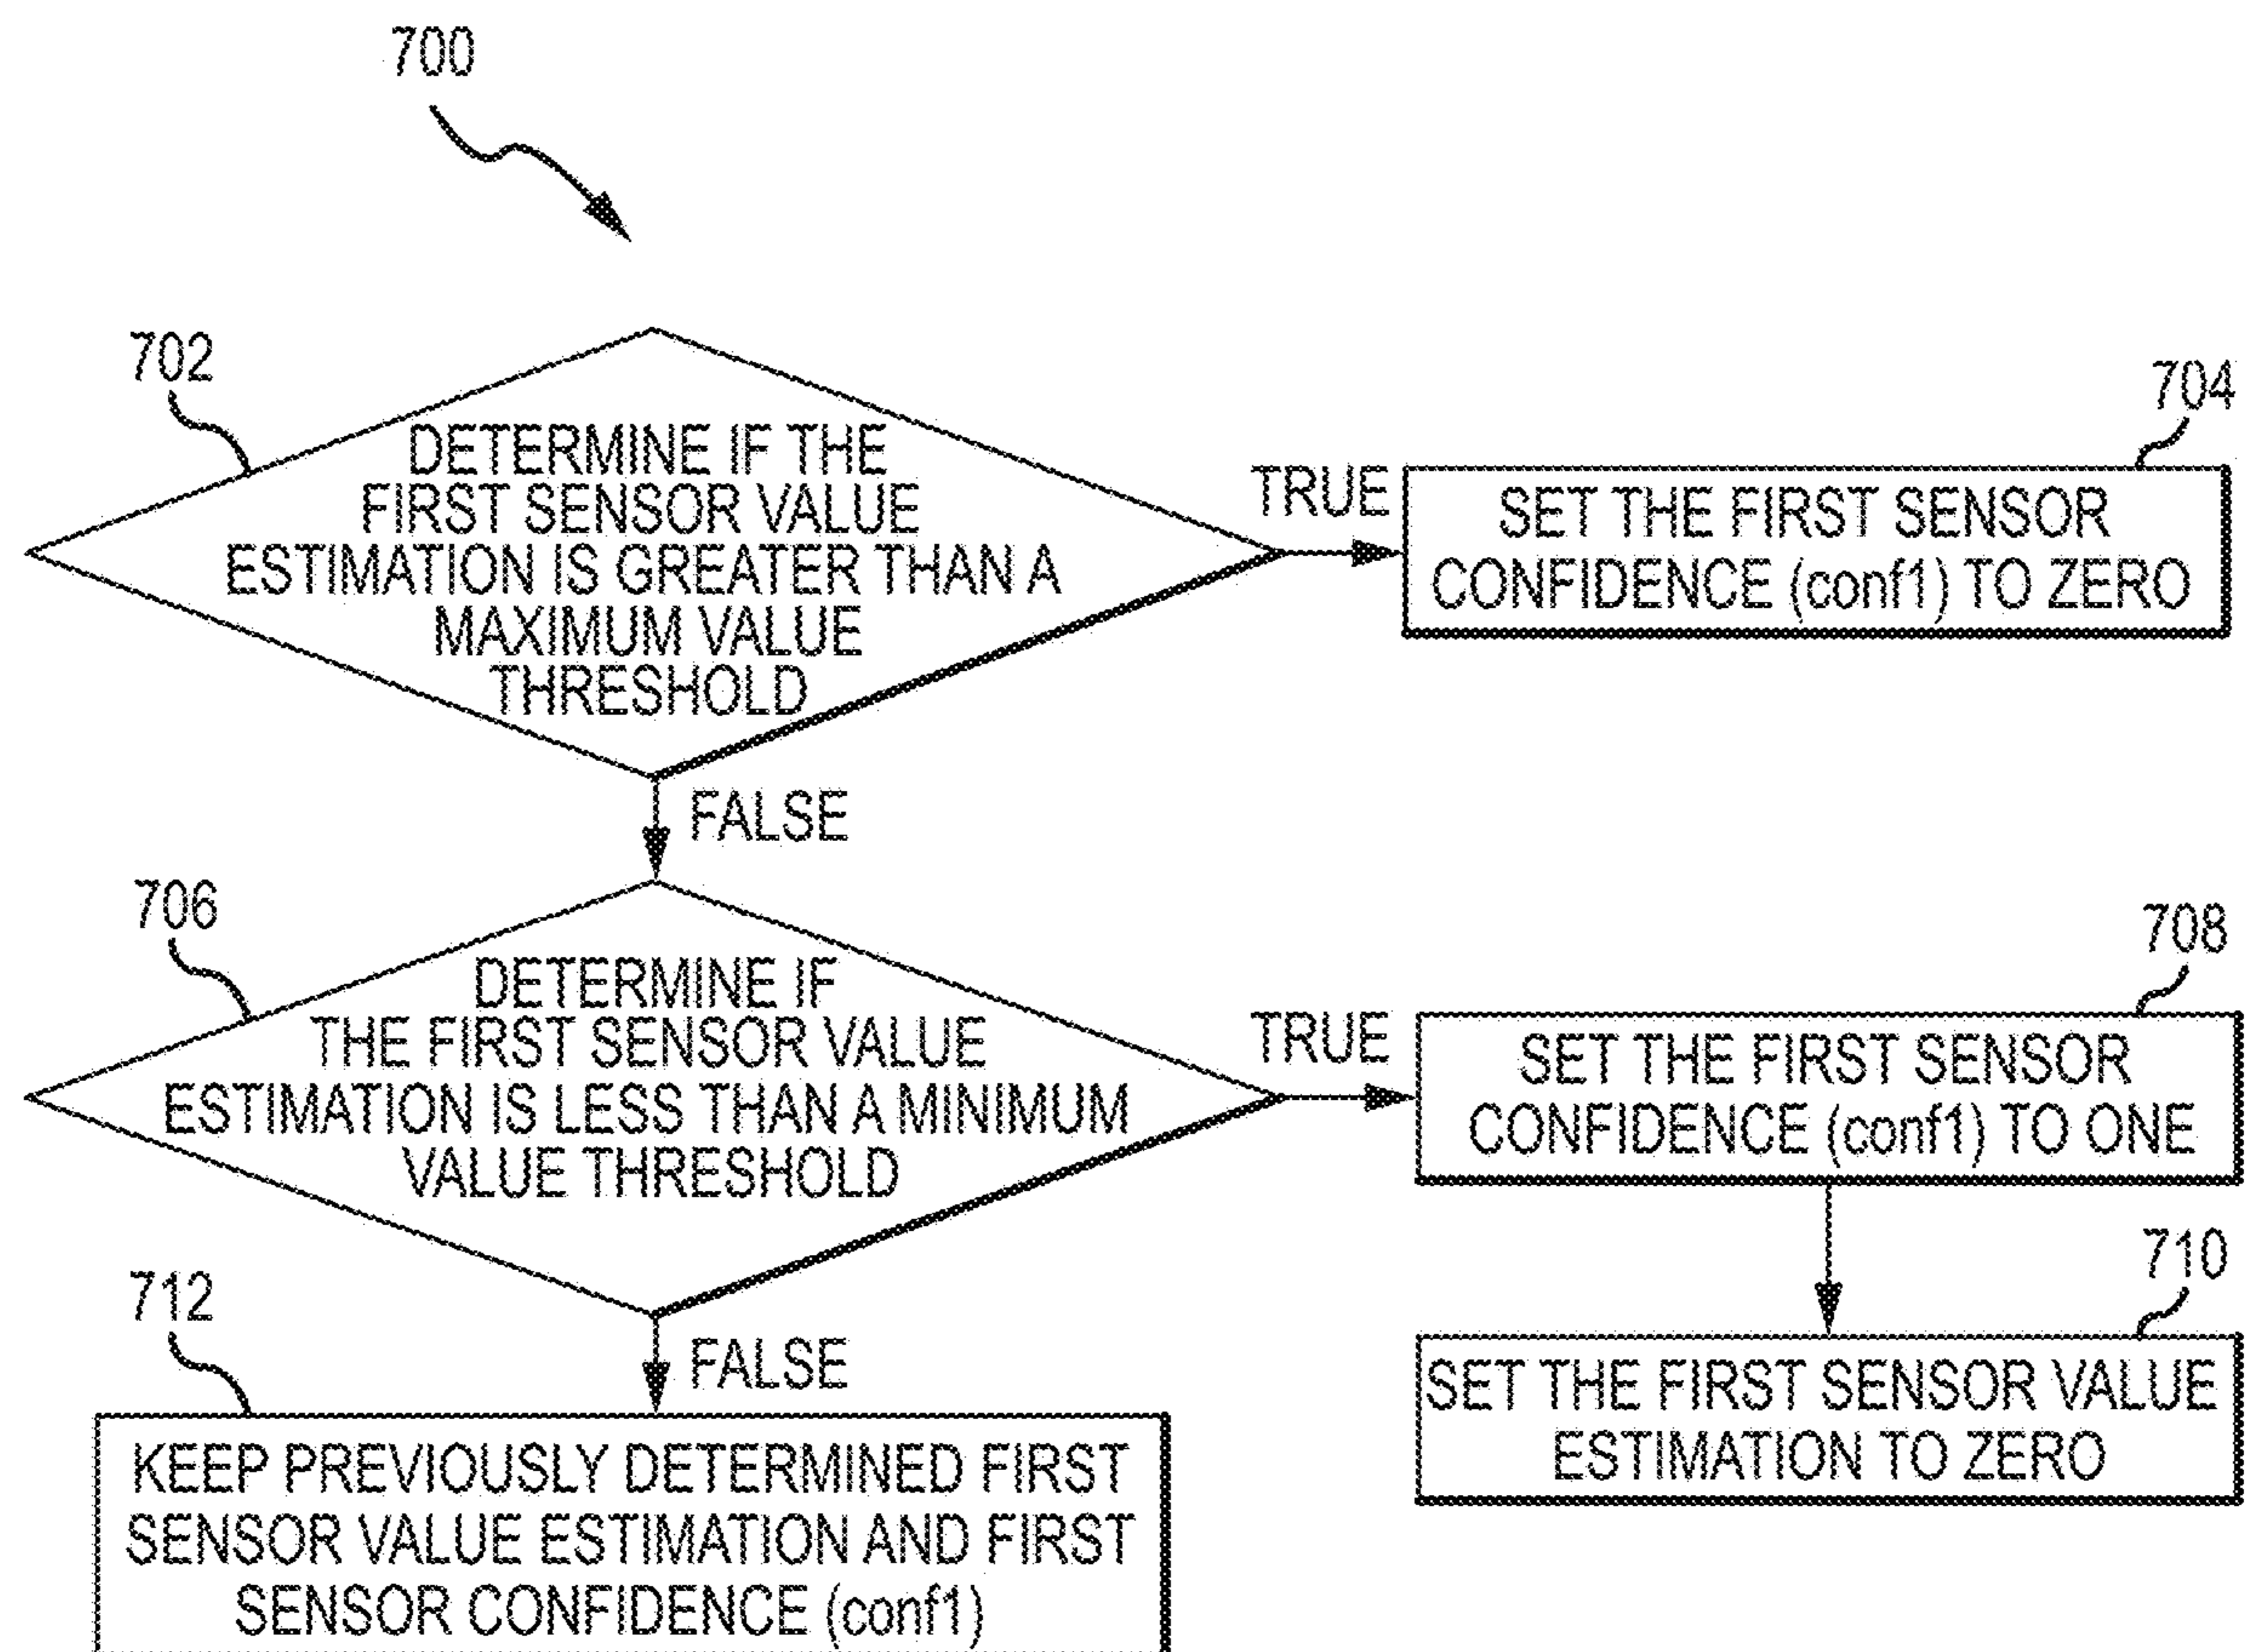 700
702
DETERMINE IF THE
FIRST SENSOR VALUE
ESTIMATION IS GREATER THAN A
MAXIMUM VALUE
THRESHOLD
TRUE
704
SET THE FIRST SENSOR
CONFIDENCE (conf1) TO ZERO
FALSE
706
DETERMINE IF
THE FIRST SENSOR VALUE
ESTIMATION IS LESS THAN A MINIMUM
VALUE THRESHOLD
TRUE
708
SET THE FIRST SENSOR
CONFIDENCE (conf1) TO ONE
710
SET THE FIRST SENSOR VALUE
ESTIMATION TO ZERO
FALSE
712
KEEP PREVIOUSLY DETERMINED FIRST
SENSOR VALUE ESTIMATION AND FIRST
SENSOR CONFIDENCE (conf1)